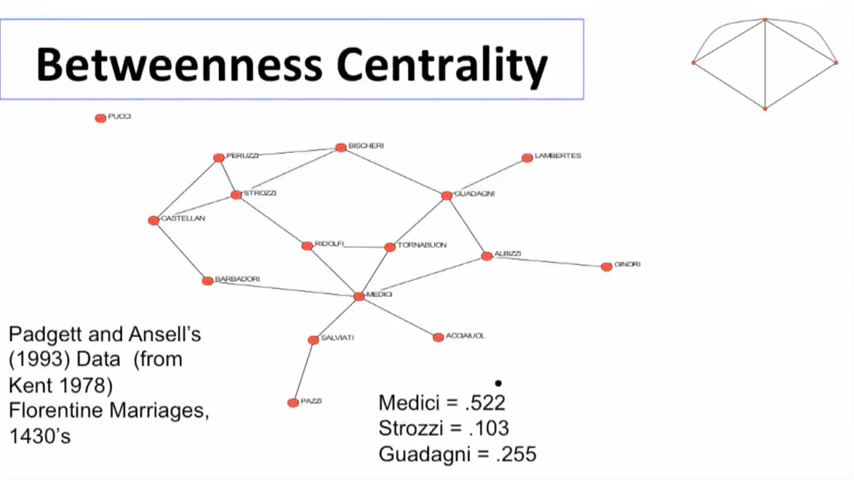 Betweenness Centrality
PUCCI
PERUZZI
BISCHERI
LAMBERTES
STROZZI
GUADAGNI
CASTELLAN
RIDOLFI
TORNABUON
ALBIZZI
GINORI
BARBADORI
MEDICI
SALVIATI
ACCIAIUOL
PAZZI
Padgett and Ansell's
(1993) Data (from
Kent 1978)
Florentine Marriages,
1430's
Medici = .522
Strozzi = .103
Guadagni = .255